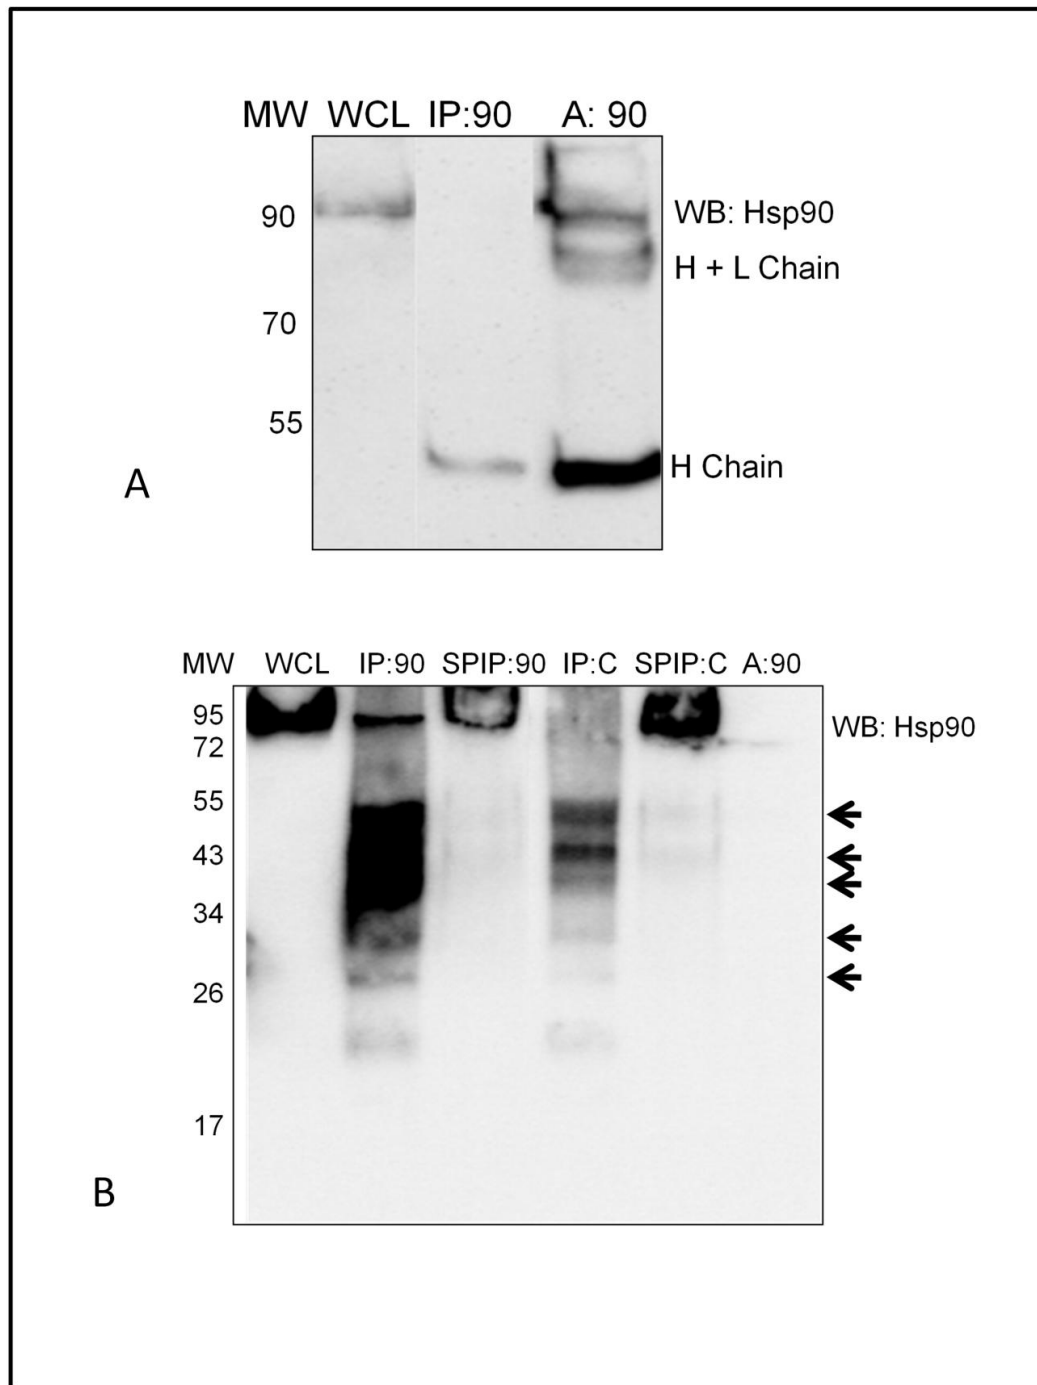 MW WCL IP:90 A: 90
90 WB: Hsp90
H + L Chain
70
55
H Chain
A
MW WCL IP:90 SPIP:90 IP:C SPIP:C A:90
95 WB: Hsp90
72
55
43
34
26
17
B